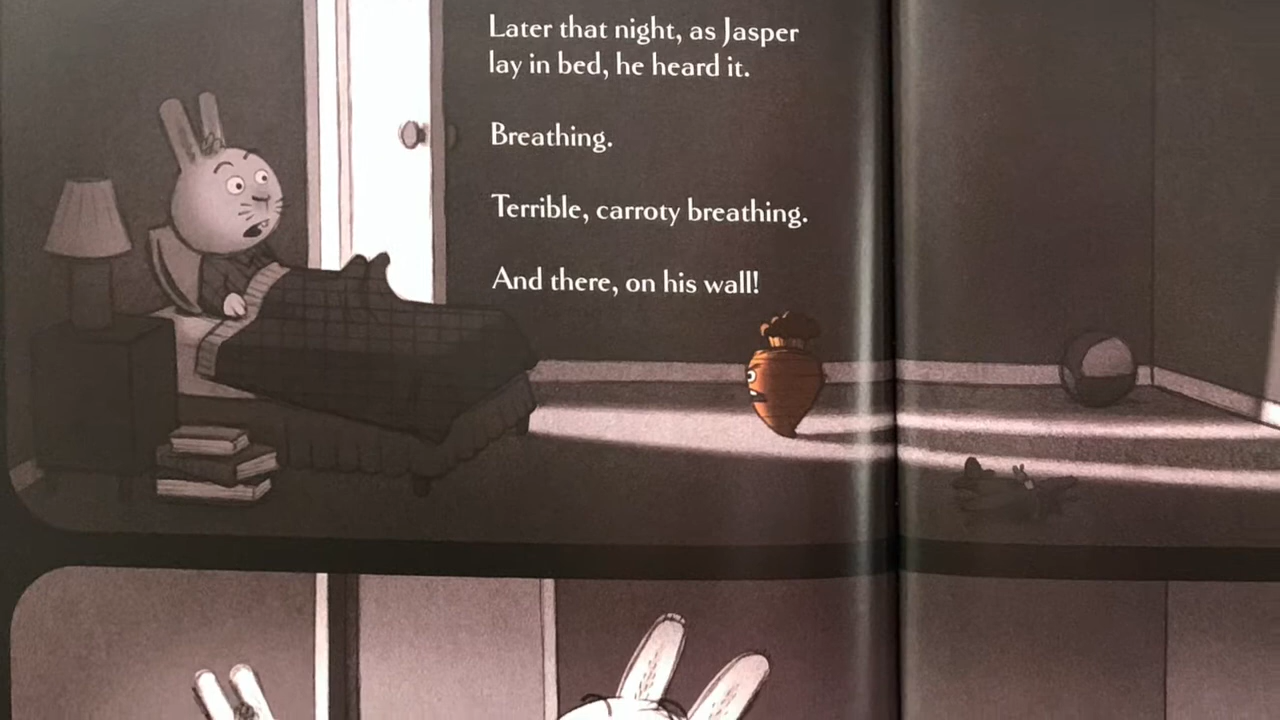 Later that night, as Jasper
lay in bed, he heard it.
Breathing.
Terrible, carroty breathing.
And there, on his wall!